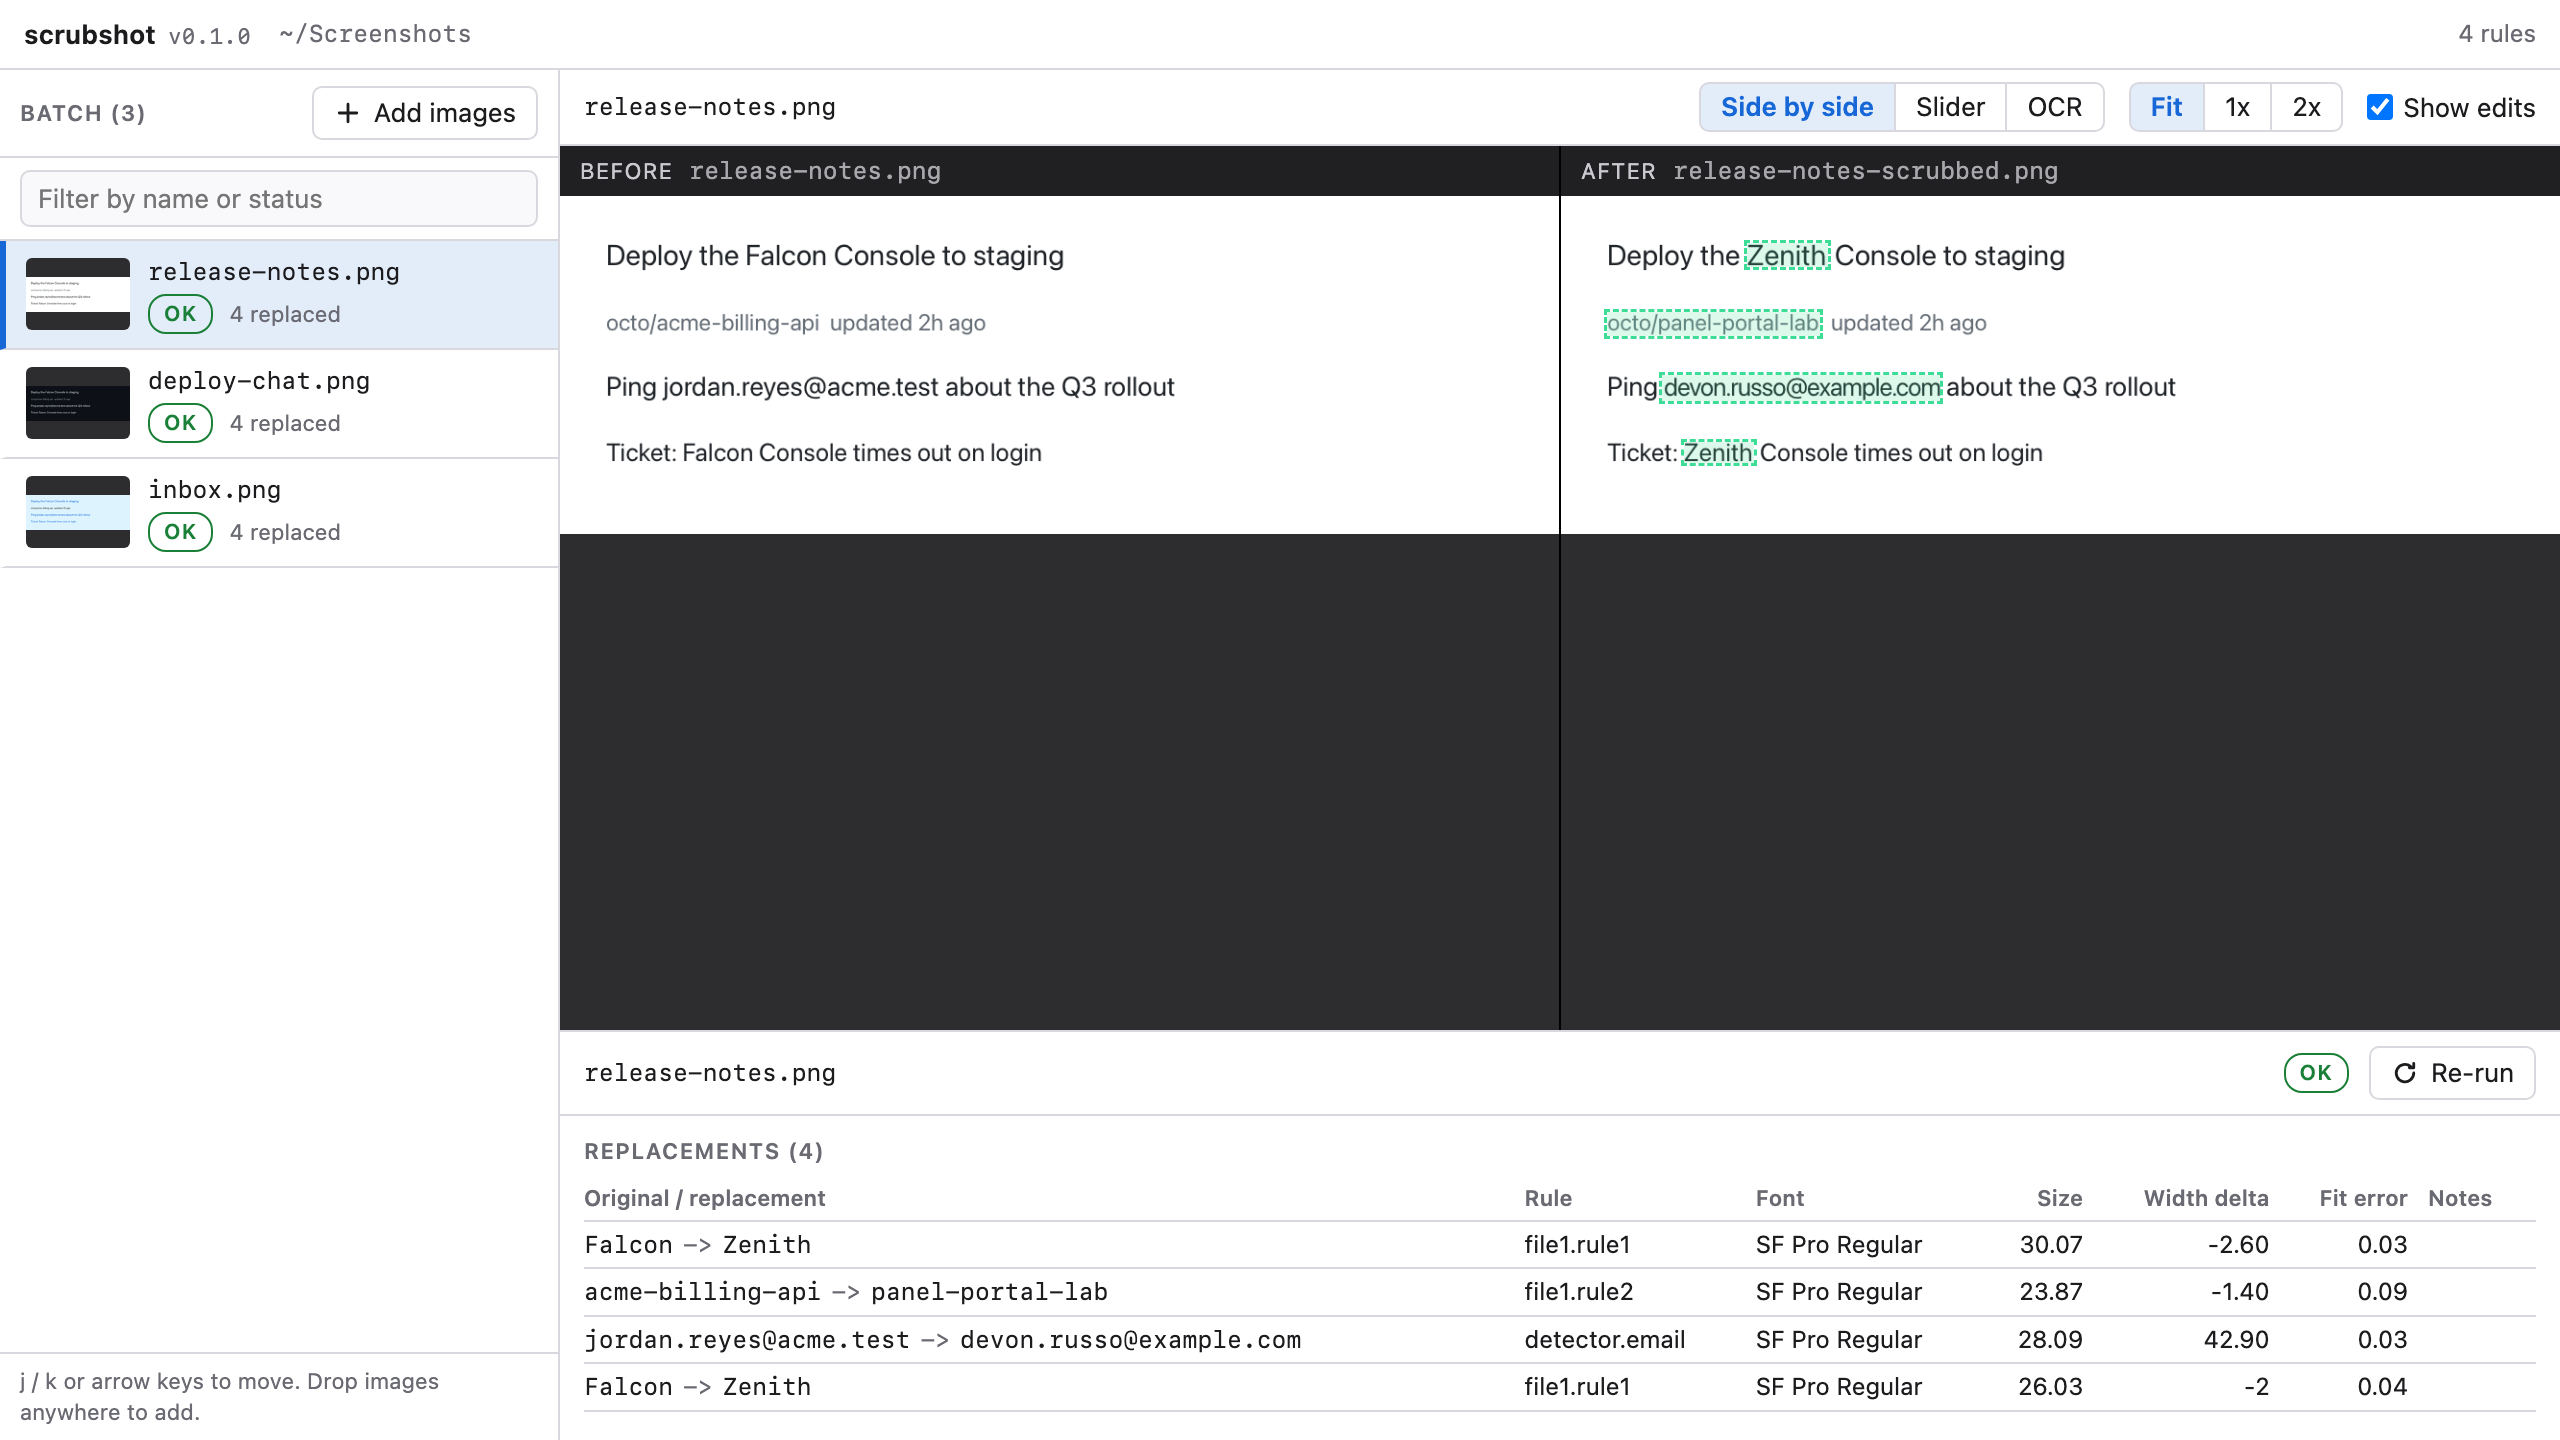 scrubshot v0.1.0 ~/Screenshots
4 rules
BATCH (3)
+ Add images
Filter by name or status
release-notes.png
OK 4 replaced
deploy-chat.png
OK 4 replaced
inbox.png
OK 4 replaced
j / k or arrow keys to move. Drop images
anywhere to add.
release-notes.png
Side by side Slider OCR Fit 1x 2x Show edits
BEFORE release-notes.png
Deploy the Falcon Console to staging
octo/acme-billing-api updated 2h ago
Ping jordan.reyes@acme.test about the Q3 rollout
Ticket: Falcon Console times out on login
AFTER release-notes-scrubbed.png
Deploy the Zenith Console to staging
octo/panel-portal-lab updated 2h ago
Ping devon.russo@example.com about the Q3 rollout
Ticket: Zenith Console times out on login
release-notes.png
OK Re-run
REPLACEMENTS (4)
Original / replacement Rule Font Size Width delta Fit error Notes
Falcon -> Zenith file1.rule1 SF Pro Regular 30.07 -2.60 0.03
acme-billing-api -> panel-portal-lab file1.rule2 SF Pro Regular 23.87 -1.40 0.09
jordan.reyes@acme.test -> devon.russo@example.com detector.email SF Pro Regular 28.09 42.90 0.03
Falcon -> Zenith file1.rule1 SF Pro Regular 26.03 -2 0.04